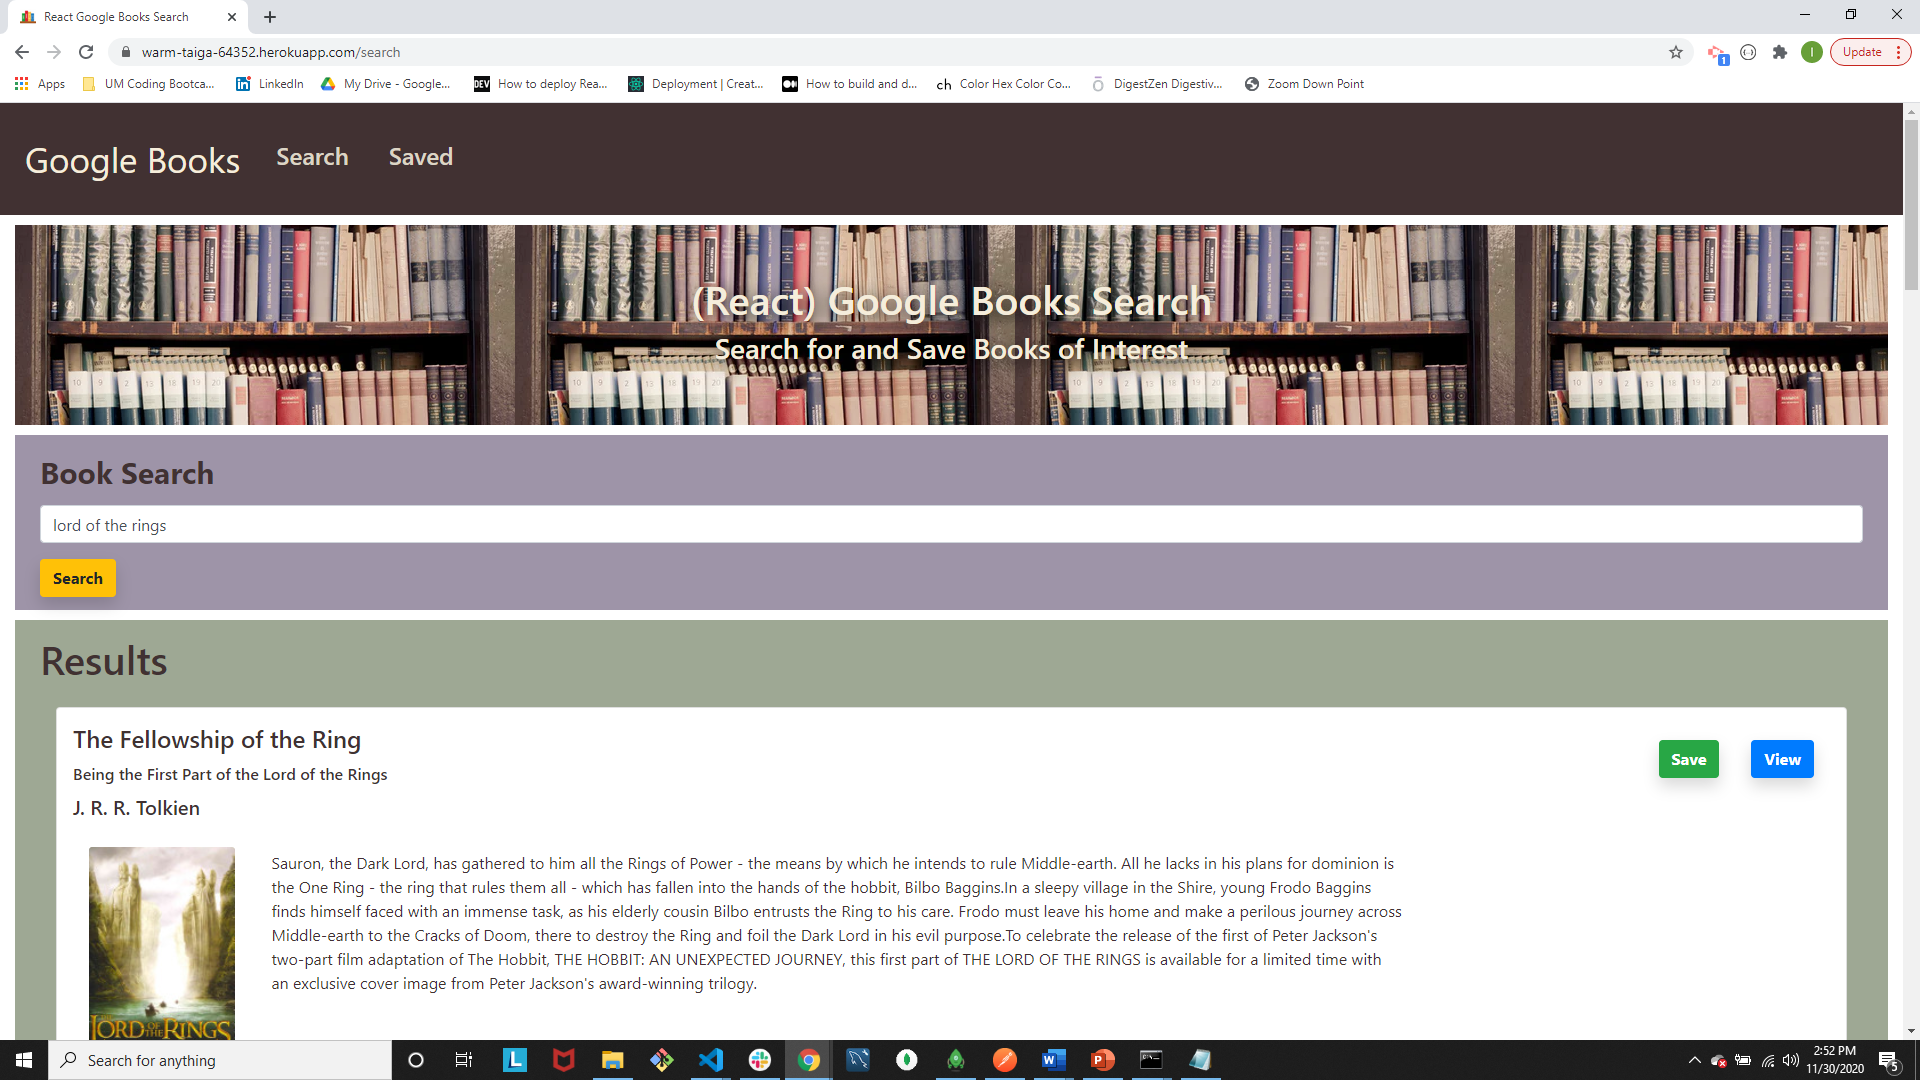 React Google Books Search
warm-taiga-64352.herokuapp.com/search
1
I
Update
Apps
UM Coding Bootca...
LinkedIn
My Drive - Google...
DEV
How to deploy Rea...
Deployment | Creat...
How to build and d...
ch
Color Hex Color Co...
DigestZen Digestiv...
Zoom Down Point
Google Books
Search
Saved
(React) Google Books Search
Search for and Save Books of Interest
Book Search
lord of the rings
Search
Results
The Fellowship of the Ring
Save
View
Being the First Part of the Lord of the Rings
J. R. R. Tolkien
Sauron, the Dark Lord, has gathered to him all the Rings of Power - the means by which he intends to rule Middle-earth. All he lacks in his plans for dominion is
the One Ring - the ring that rules them all - which has fallen into the hands of the hobbit, Bilbo Baggins.In a sleepy village in the Shire, young Frodo Baggins
finds himself faced with an immense task, as his elderly cousin Bilbo entrusts the Ring to his care. Frodo must leave his home and make a perilous journey across
Middle-earth to the Cracks of Doom, there to destroy the Ring and foil the Dark Lord in his evil purpose.To celebrate the release of the first of Peter Jackson's
two-part film adaptation of The Hobbit, THE HOBBIT: AN UNEXPECTED JOURNEY, this first part of THE LORD OF THE RINGS is available for a limited time with
an exclusive cover image from Peter Jackson's award-winning trilogy.
THE LORD OF THE RINGS
Search for anything
L
W
P
2:52 PM
11/30/2020
5